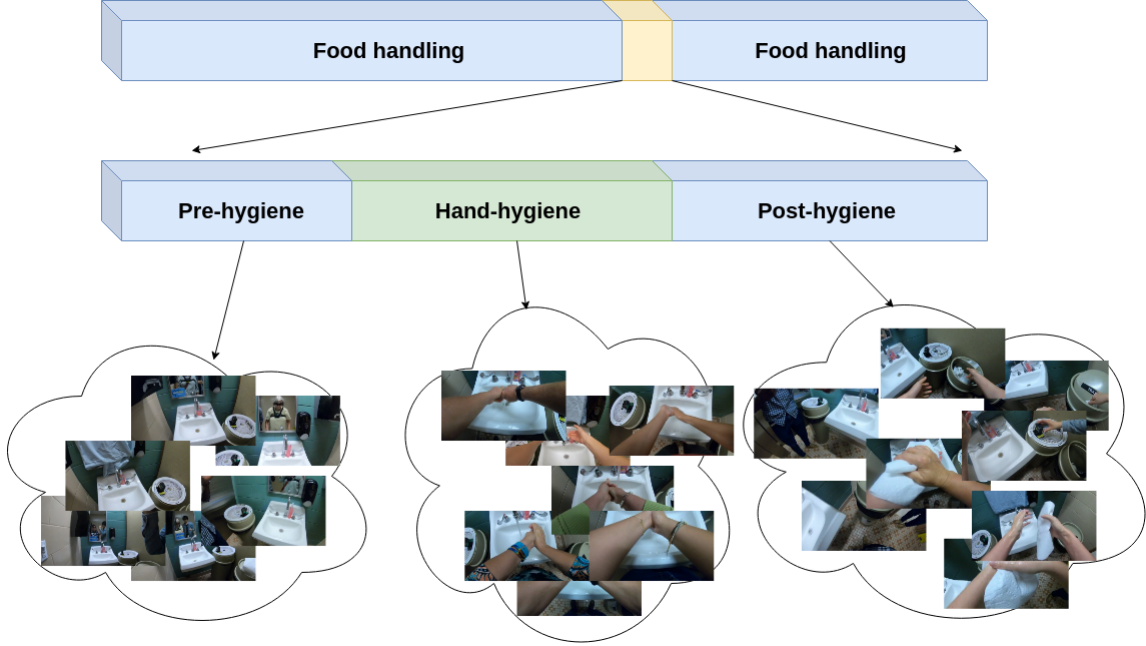 Food handling
Food handling
Pre-hygiene
Hand-hygiene
Post-hygiene